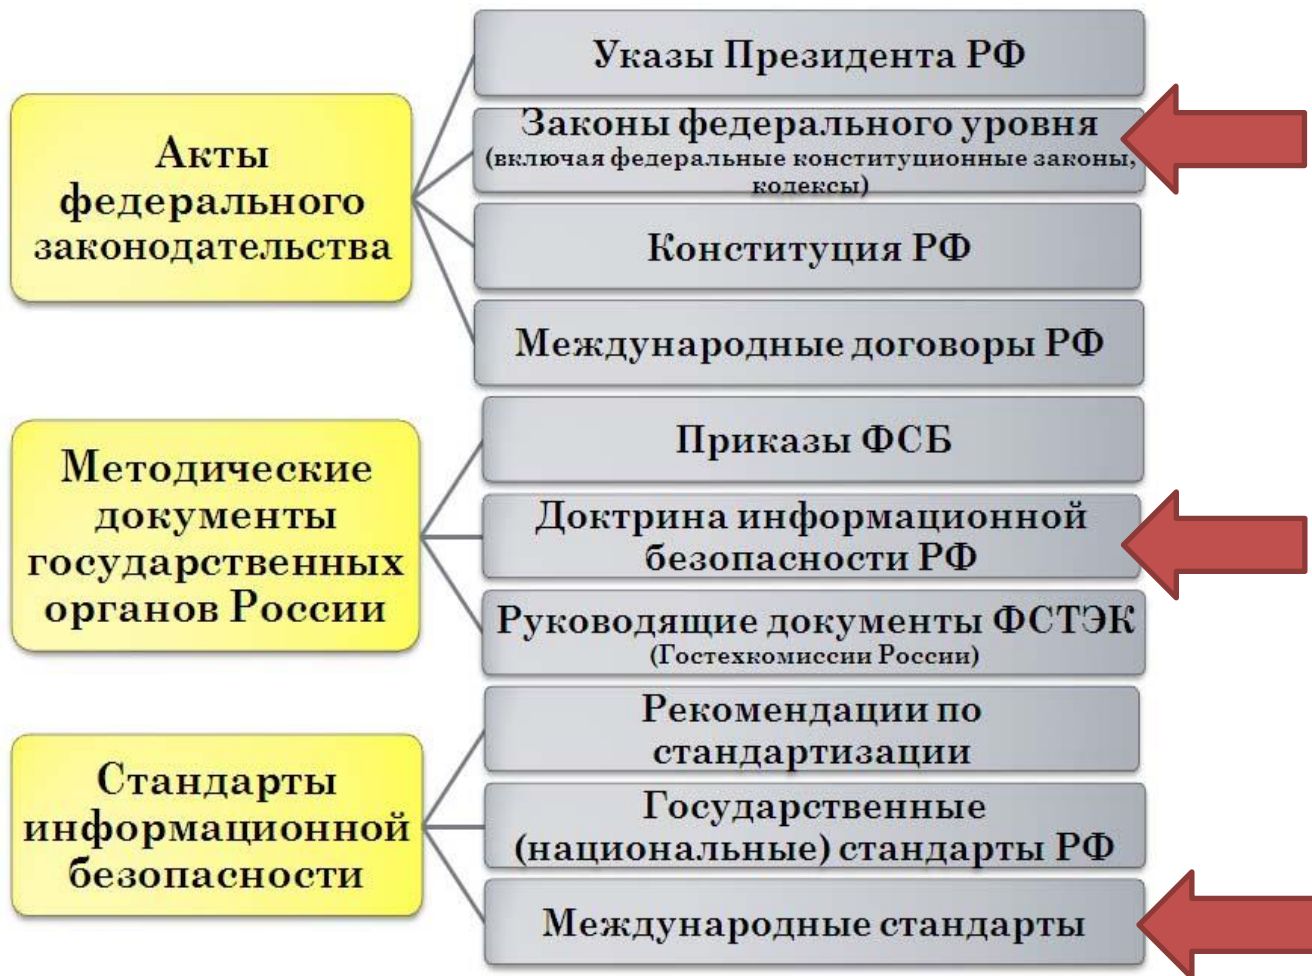 Акты
федерального
законодательства
Указы Президента РФ
Законы федерального уровня
(включая федеральные конституционные законы,
кодексы)
Конституция РФ
Международные договоры РФ
Методические
документы
государственных
органов России
Приказы ФСБ
Доктрина информационной
безопасности РФ
Руководящие документы ФСТЭК
(Гостехкомиссии России)
Стандарты
информационной
безопасности
Рекомендации по
стандартизации
Государственные
(национальные) стандарты РФ
Международные стандарты